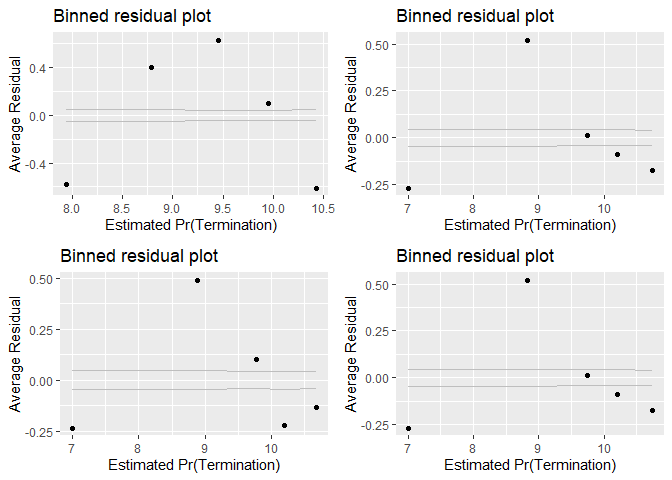 Binned residual plot
0.4
0.0
-0.4
Average Residual
8.0 8.5 9.0 9.5 10.0 10.5
Estimated Pr(Termination)
Binned residual plot
0.50
0.25
0.00
-0.25
Average Residual
7 8 9 10
Estimated Pr(Termination)
Binned residual plot
0.50
0.25
0.00
-0.25
Average Residual
7 8 9 10
Estimated Pr(Termination)
Binned residual plot
0.50
0.25
0.00
-0.25
Average Residual
7 8 9 10
Estimated Pr(Termination)